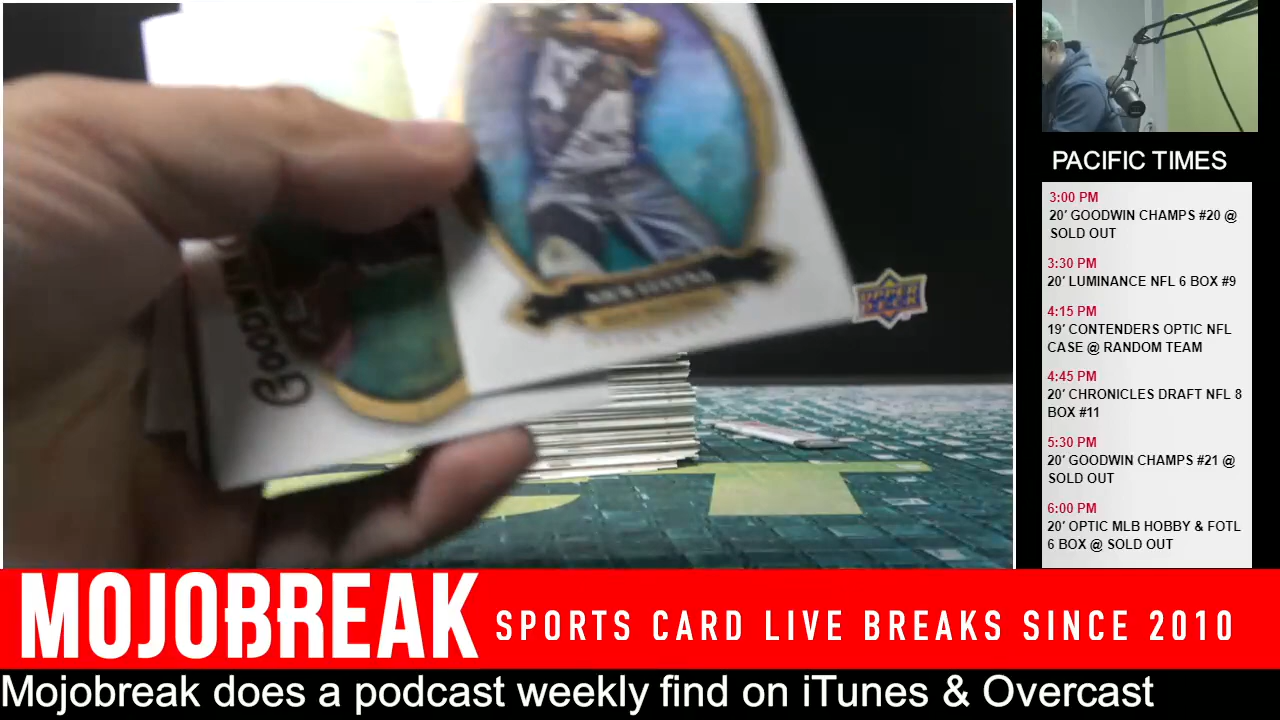 GOODWIN
UPPER
DECK
PACIFIC TIMES
3:00 PM
20' GOODWIN CHAMPS #20 @
SOLD OUT
3:30 PM
20' LUMINANCE NFL 6 BOX #9
4:15 PM
19' CONTENDERS OPTIC NFL
CASE @ RANDOM TEAM
4:45 PM
20' CHRONICLES DRAFT NFL 8
BOX #11
5:30 PM
20' GOODWIN CHAMPS #21 @
SOLD OUT
6:00 PM
20' OPTIC MLB HOBBY & FOTL
6 BOX @ SOLD OUT
MOJOBREAK SPORTS CARD LIVE BREAKS SINCE 2010
Mojobreak does a podcast weekly find on iTunes & Overcast